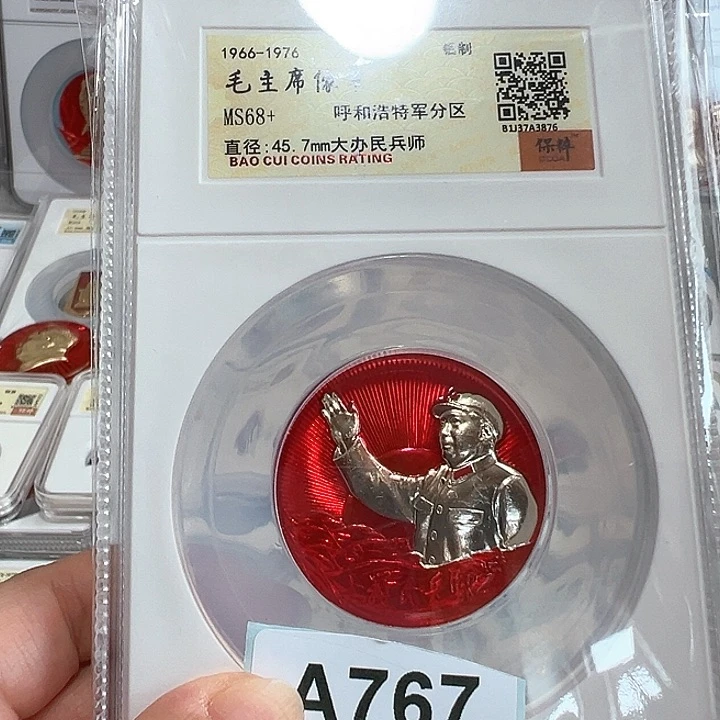 1966-1976 铝制
毛主席像章
MS68+ 呼和浩特军分区
B1J37A3876
直径:45.7mm大办民兵师
BAO CUI COINS RATING
保粹
A767